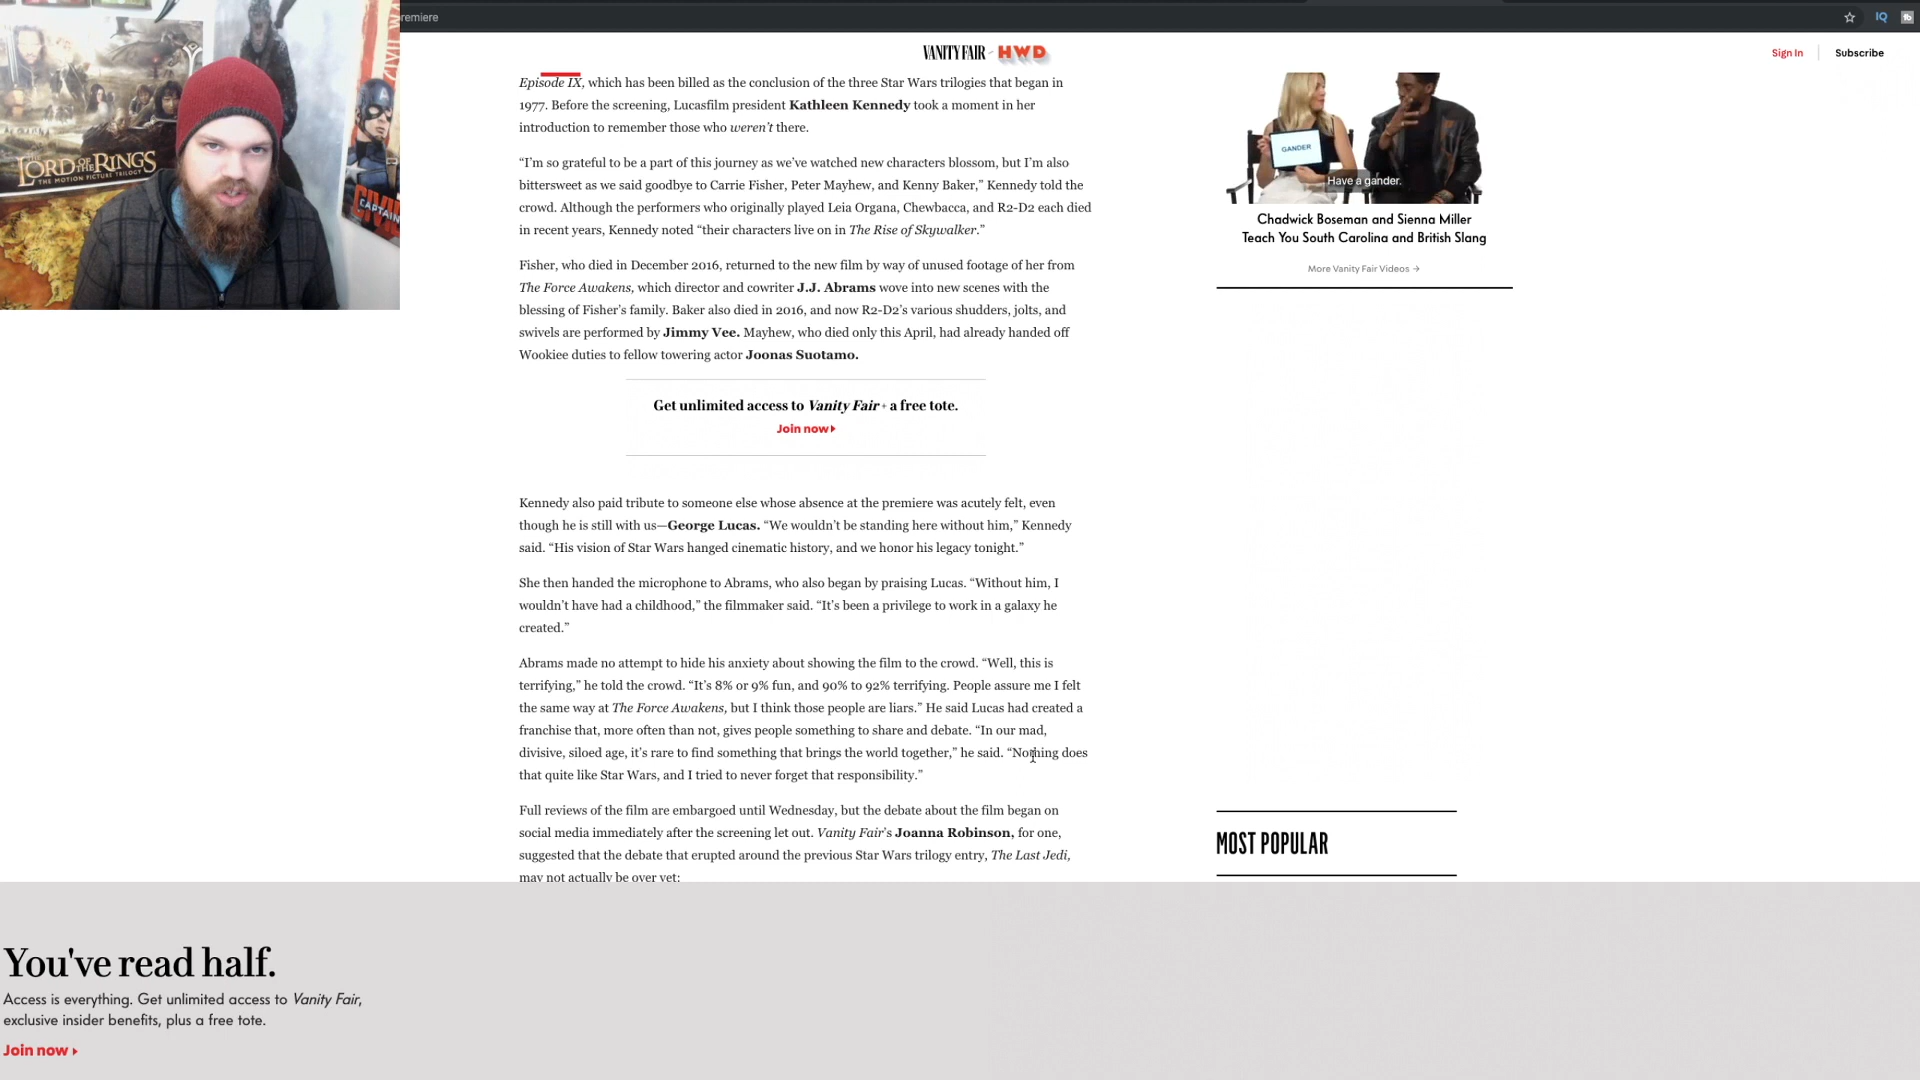 remiere
IQ
tb
VANITY FAIR HWD
Sign In
Subscribe
THE
LORD OF THE RINGS
THE MOTION PICTURE TRILOGY
CAPTAIN
CIVIL
Episode IX, which has been billed as the conclusion of the three Star Wars trilogies that began in
1977. Before the screening, Lucasfilm president Kathleen Kennedy took a moment in her
introduction to remember those who weren't there.
“I’m so grateful to be a part of this journey as we’ve watched new characters blossom, but I’m also
bittersweet as we said goodbye to Carrie Fisher, Peter Mayhew, and Kenny Baker,” Kennedy told the
crowd. Although the performers who originally played Leia Organa, Chewbacca, and R2-D2 each died
in recent years, Kennedy noted “their characters live on in The Rise of Skywalker.”
Fisher, who died in December 2016, returned to the new film by way of unused footage of her from
The Force Awakens, which director and cowriter J.J. Abrams wove into new scenes with the
blessing of Fisher’s family. Baker also died in 2016, and now R2-D2’s various shudders, jolts, and
swivels are performed by Jimmy Vee. Mayhew, who died only this April, had already handed off
Wookiee duties to fellow towering actor Joonas Suotamo.
Get unlimited access to Vanity Fair + a free tote.
Join now
Kennedy also paid tribute to someone else whose absence at the premiere was acutely felt, even
though he is still with us—George Lucas. “We wouldn’t be standing here without him,” Kennedy
said. “His vision of Star Wars hanged cinematic history, and we honor his legacy tonight.”
She then handed the microphone to Abrams, who also began by praising Lucas. “Without him, I
wouldn’t have had a childhood,” the filmmaker said. “It’s been a privilege to work in a galaxy he
created.”
Abrams made no attempt to hide his anxiety about showing the film to the crowd. “Well, this is
terrifying,” he told the crowd. “It’s 8% or 9% fun, and 90% to 92% terrifying. People assure me I felt
the same way at The Force Awakens, but I think those people are liars.” He said Lucas had created a
franchise that, more often than not, gives people something to share and debate. “In our mad,
divisive, siloed age, it’s rare to find something that brings the world together,” he said. “Nothing does
that quite like Star Wars, and I tried to never forget that responsibility.”
Full reviews of the film are embargoed until Wednesday, but the debate about the film began on
social media immediately after the screening let out. Vanity Fair’s Joanna Robinson, for one,
suggested that the debate that erupted around the previous Star Wars trilogy entry, The Last Jedi,
may not actually be over yet:
GANDER
Have a gander.
Chadwick Boseman and Sienna Miller
Teach You South Carolina and British Slang
More Vanity Fair Videos →
MOST POPULAR
You've read half.
Access is everything. Get unlimited access to Vanity Fair,
exclusive insider benefits, plus a free tote.
Join now